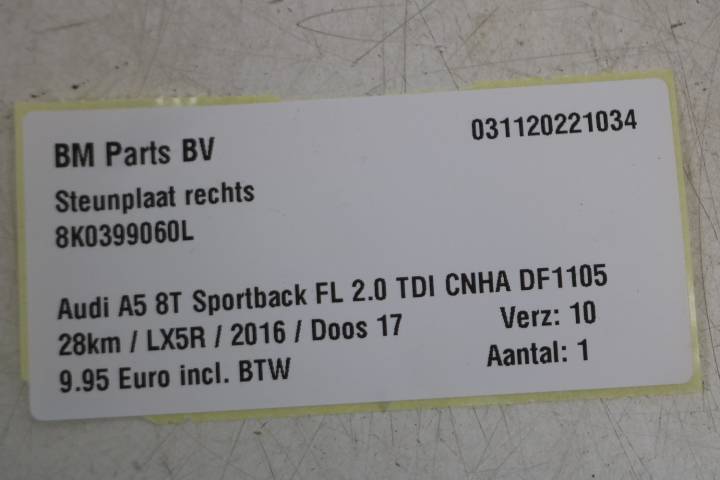 BM Parts BV 031120221034
Steunplaat rechts
8K0399060L
Audi A5 8T Sportback FL 2.0 TDI CNHA DF1105
28km / LX5R / 2016 / Doos 17 Verz: 10
9.95 Euro incl. BTW Aantal: 1